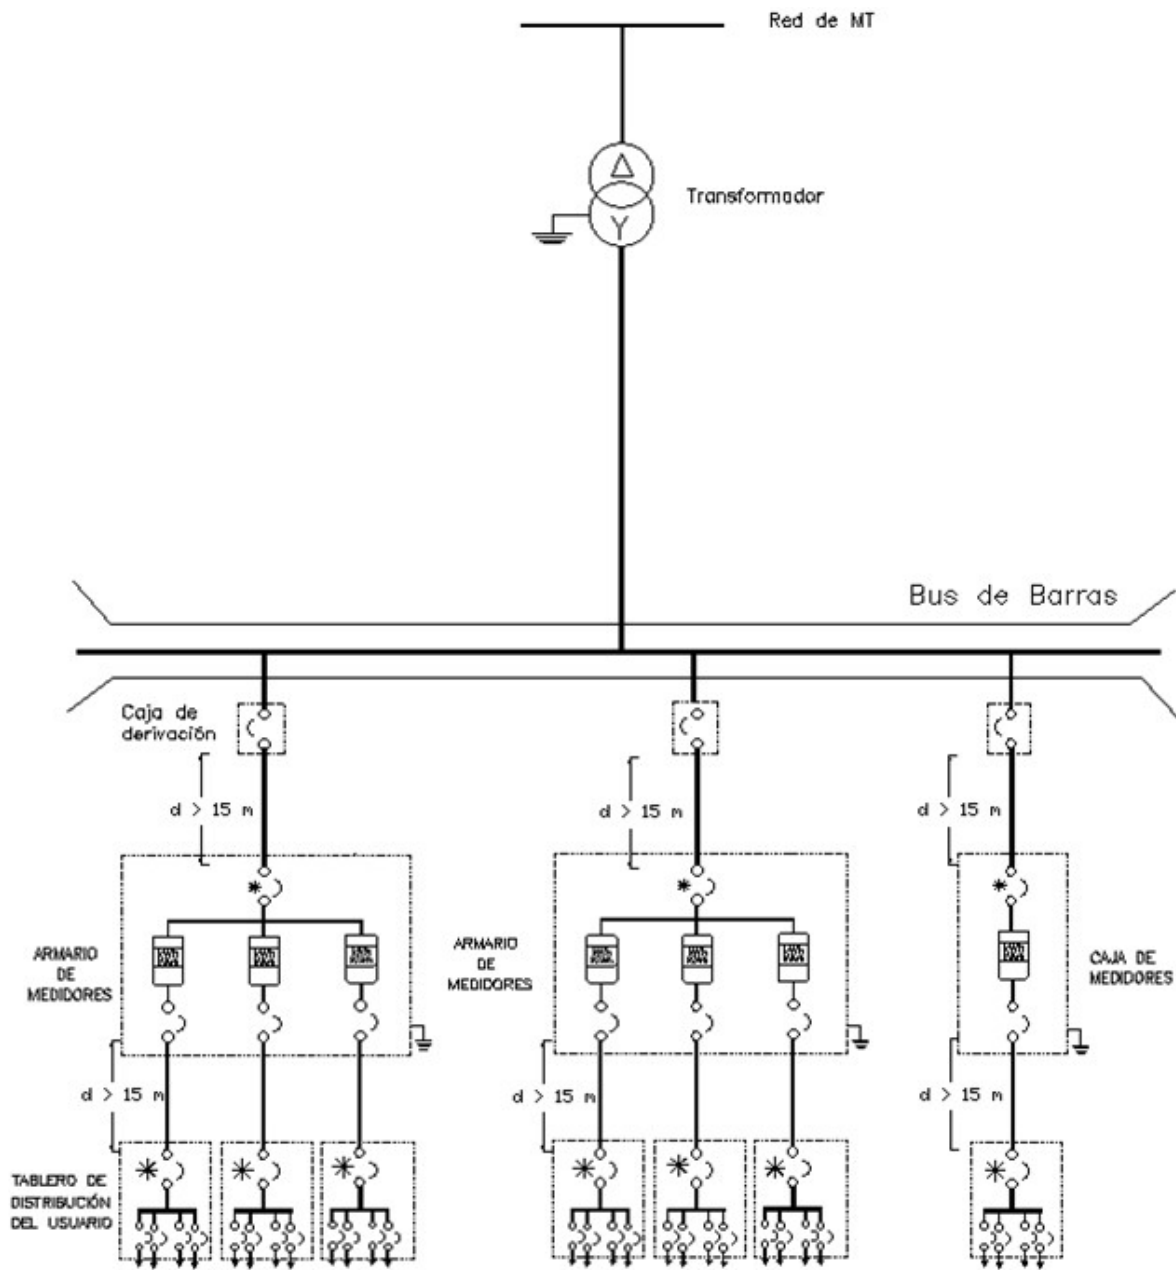 Red de MT
Δ
Y
Transformador
Bus de Barras
Caja de
derivación
d > 15 m
d > 15 m
d > 15 m
*
*
*
ARMARIO
DE
MEDIDORES
ARMARIO
DE
MEDIDORES
CAJA DE
MEDIDORES
d > 15 m
d > 15 m
d > 15 m
TABLERO DE
DISTRIBUCIÓN
DEL USUARIO
*
*
*
*
*
*
*